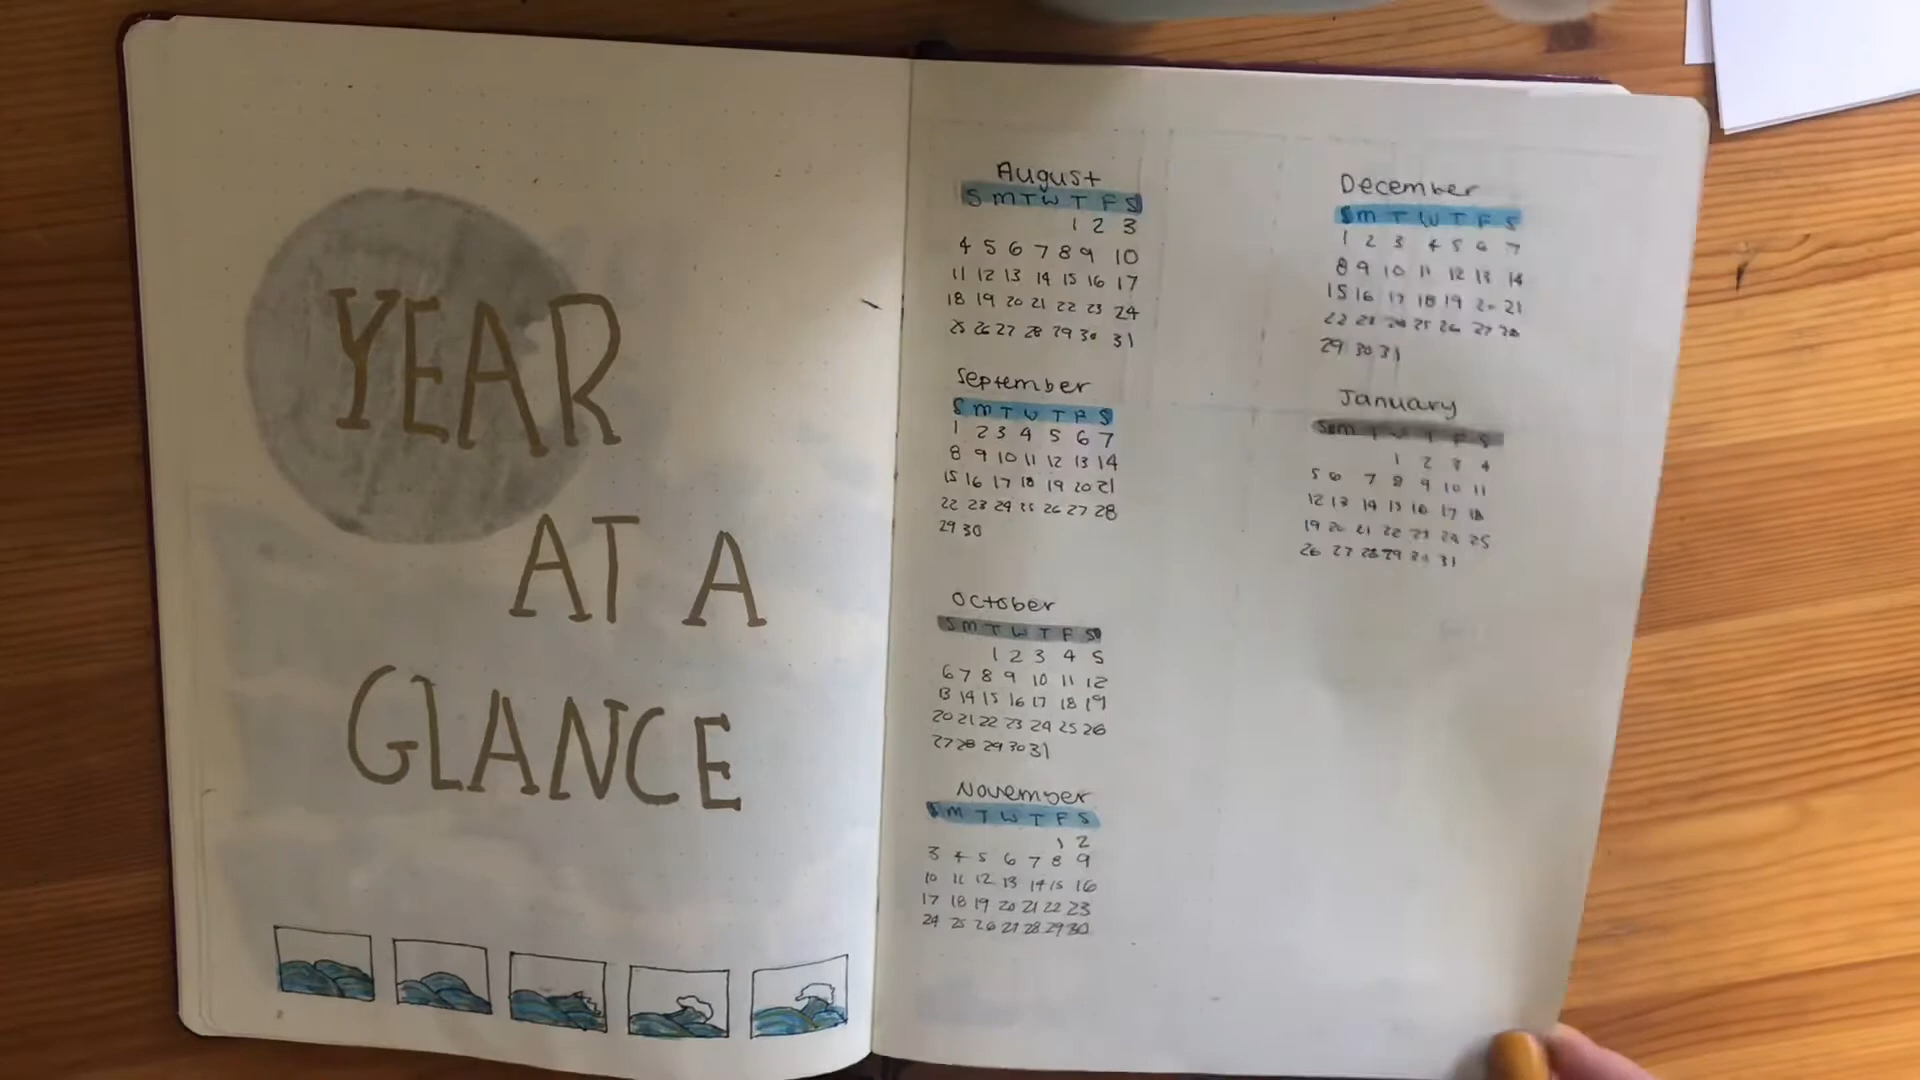 YEAR
AT A
GLANCE
August
S M T W T F S
1 2 3
4 5 6 7 8 9 10
11 12 13 14 15 16 17
18 19 20 21 22 23 24
25 26 27 28 29 30 31
September
S M T W T F S
1 2 3 4 5 6 7
8 9 10 11 12 13 14
15 16 17 18 19 20 21
22 23 24 25 26 27 28
29 30
October
S M T W T F S
1 2 3 4 5
6 7 8 9 10 11 12
13 14 15 16 17 18 19
20 21 22 23 24 25 26
27 28 29 30 31
November
S M T W T F S
1 2
3 4 5 6 7 8 9
10 11 12 13 14 15 16
17 18 19 20 21 22 23
24 25 26 27 28 29 30
December
S M T W T F S
1 2 3 4 5 6 7
8 9 10 11 12 13 14
15 16 17 18 19 20 21
22 23 24 25 26 27 28
29 30 31
January
S M T W T F S
1 2 3 4
5 6 7 8 9 10 11
12 13 14 15 16 17 18
19 20 21 22 23 24 25
26 27 28 29 30 31